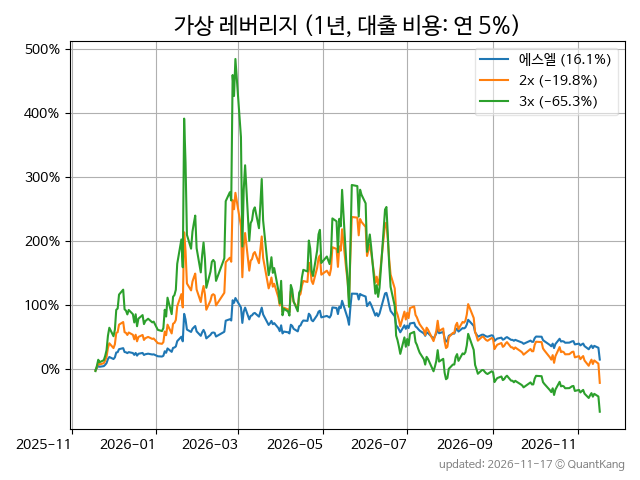 가상 레버리지 (1년, 대출 비용: 연 5%)
에스엘 (16.1%)
2x (-19.8%)
3x (-65.3%)
500%
400%
300%
200%
100%
0%
2025-11 2026-01 2026-03 2026-05 2026-07 2026-09 2026-11
updated: 2026-11-17 © QuantKang